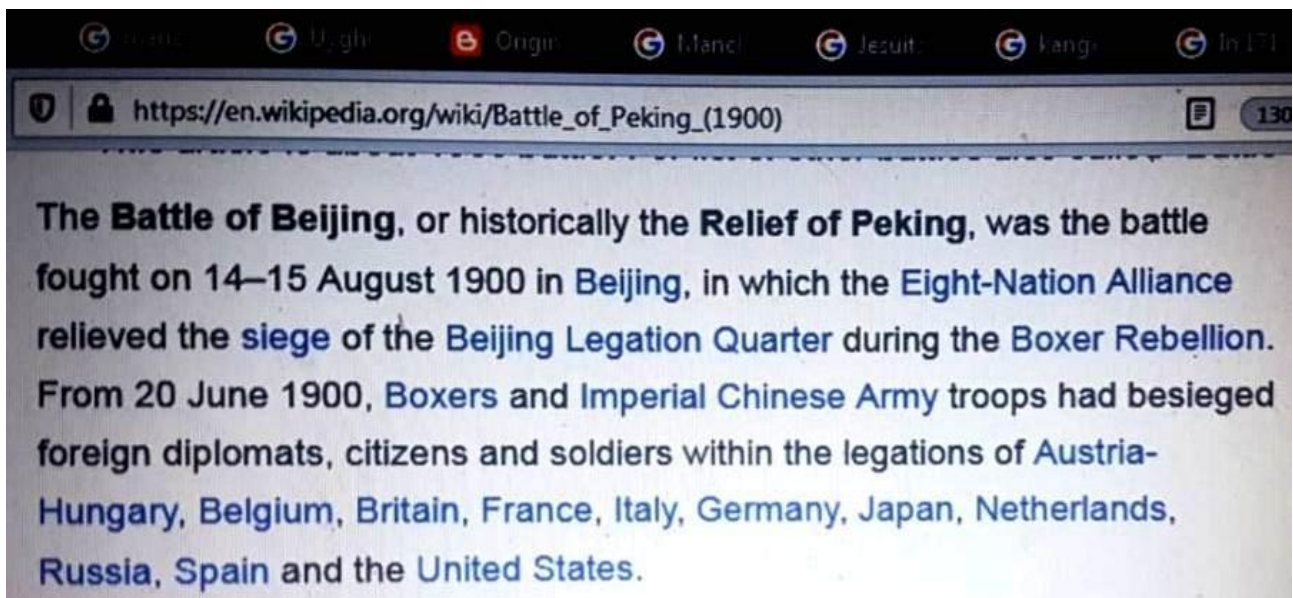 Origin
Jesuit
https://en.wikipedia.org/wiki/Battle_of_Peking_(1900)
130
The Battle of Beijing, or historically the Relief of Peking, was the battle
fought on 14–15 August 1900 in Beijing, in which the Eight-Nation Alliance
relieved the siege of the Beijing Legation Quarter during the Boxer Rebellion.
From 20 June 1900, Boxers and Imperial Chinese Army troops had besieged
foreign diplomats, citizens and soldiers within the legations of Austria-
Hungary, Belgium, Britain, France, Italy, Germany, Japan, Netherlands,
Russia, Spain and the United States.